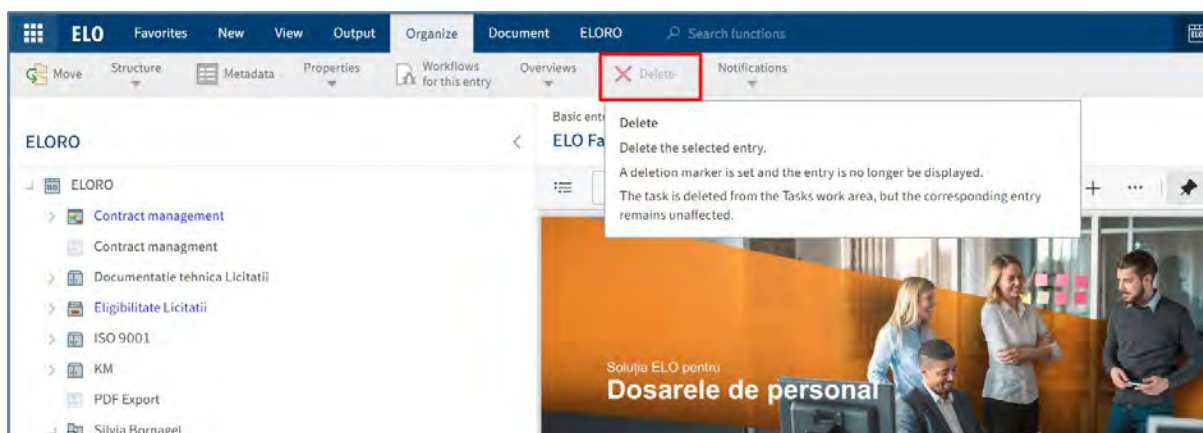 ELO Favorites New View Output Organize Document ELORO Search functions
Move Structure Metadata Properties Workflows for this entry Overviews Delete Notifications
ELORO
Basic
ELO
Delete
Delete the selected entry.
A deletion marker is set and the entry is no longer be displayed.
The task is deleted from the Tasks work area, but the corresponding entry
remains unaffected.
ELORO
Contract management
Contract managment
Documentatie tehnica Licitatii
Eligibilitate Licitatii
ISO 9001
KM
PDF Export
Silvia Bornagel
Soluția ELO pentru
Dosarele de personal